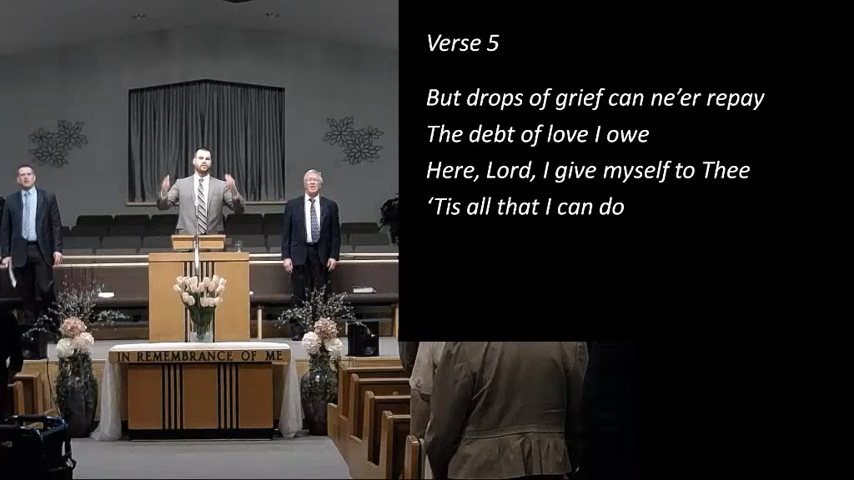 Verse 5
But drops of grief can ne’er repay
The debt of love I owe
Here, Lord, I give myself to Thee
‘Tis all that I can do
IN REMEMBRANCE OF ME